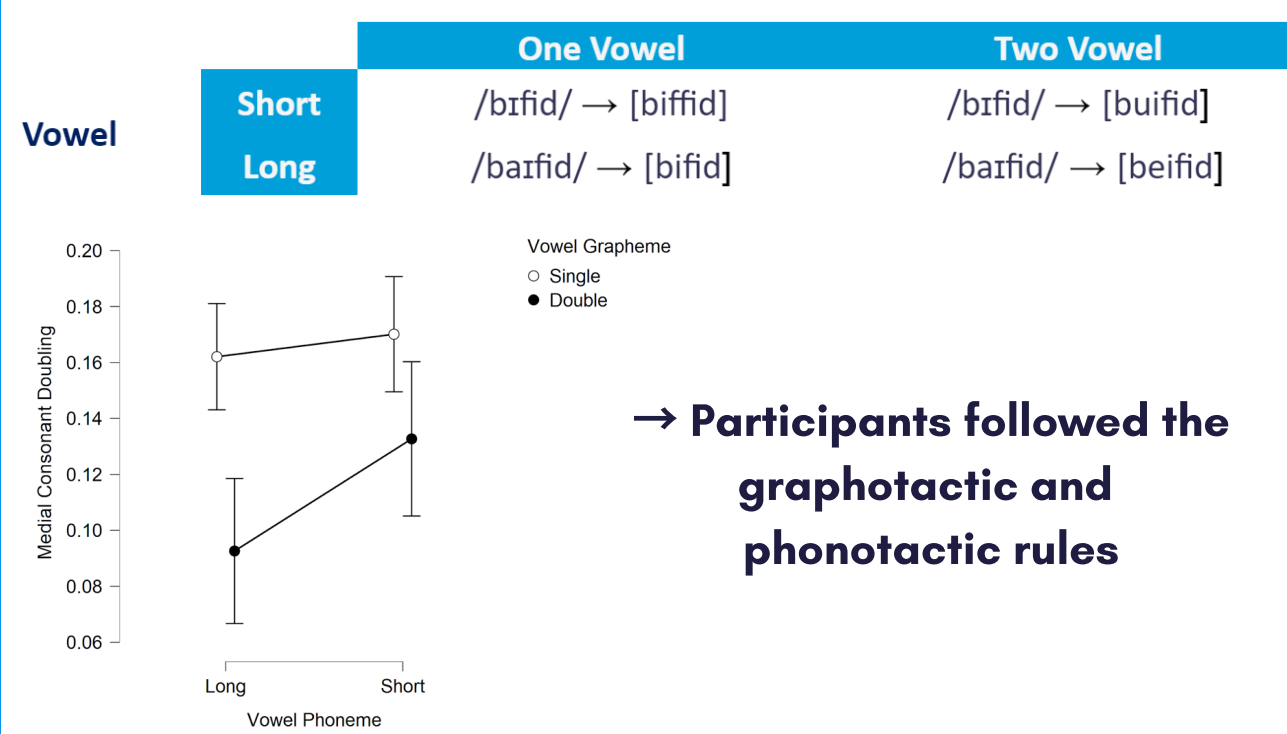 One Vowel Two Vowel
Vowel
Short /bɪfid/ → [biffid] /bɪfid/ → [buifid]
Long /baɪfid/ → [bifid] /baɪfid/ → [beifid]
Medial Consonant Doubling
0.20
0.18
0.16
0.14
0.12
0.10
0.08
0.06
Long Short
Vowel Phoneme
Vowel Grapheme
Single
Double
→ Participants followed the
graphotactic and
phonotactic rules